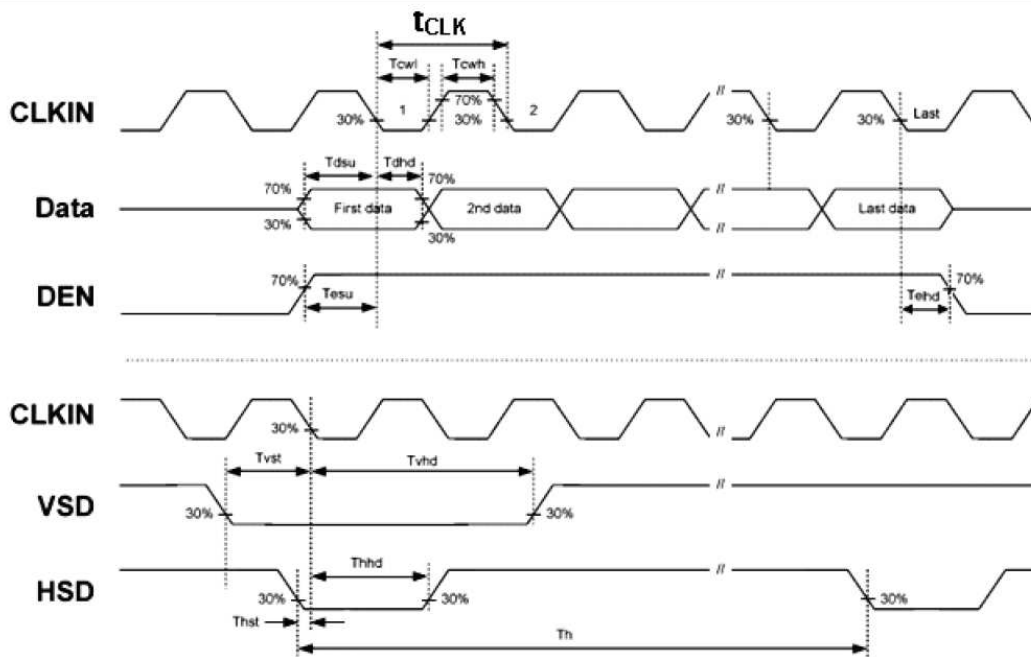 tCLK
Tcwl Tcwh
CLKIN 30% 1 70% 30% 2 // 30% 30% Last
Tdsu Tdhd
70% 70%
Data First data 2nd data // Last data
30% 30%
70% // 70%
DEN Tesu // Tehd
CLKIN 30% //
Tvst Tvhd
VSD 30% 30% //
Thhd
HSD 30% 30% // 30%
Thst
Th